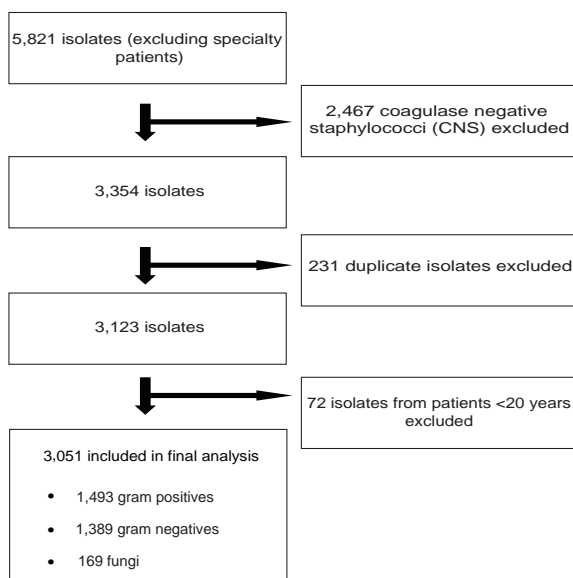 5,821 isolates (excluding specialty
patients)
2,467 coagulase negative
staphylococci (CNS) excluded
3,354 isolates
231 duplicate isolates excluded
3,123 isolates
72 isolates from patients <20 years
excluded
3,051 included in final analysis
• 1,493 gram positives
• 1,389 gram negatives
• 169 fungi